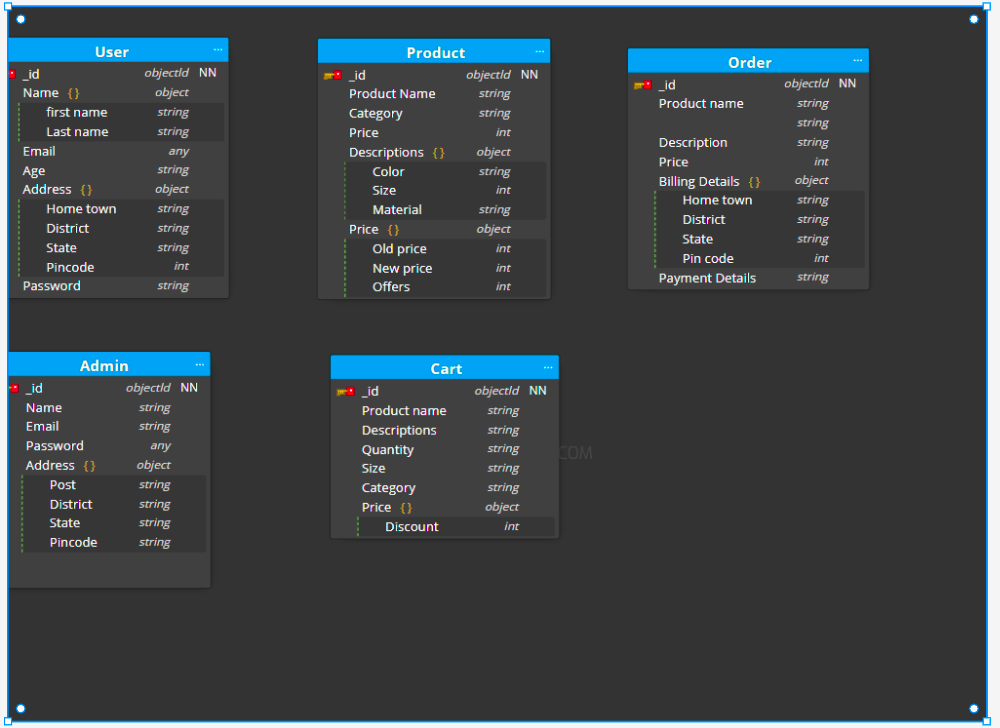 User ...
_id objectId NN
Name {} object
first name string
Last name string
Email any
Age string
Address {} object
Home town string
District string
State string
Pincode int
Password string
Product ...
_id objectId NN
Product Name string
Category string
Price int
Descriptions {} object
Color string
Size int
Material string
Price {} object
Old price int
New price int
Offers int
Order ...
_id objectId NN
Product name string
string
Description string
Price int
Billing Details {} object
Home town string
District string
State string
Pin code int
Payment Details string
Admin ...
_id objectId NN
Name string
Email string
Password any
Address {} object
Post string
District string
State string
Pincode string
Cart ...
_id objectId NN
Product name string
Descriptions string
Quantity string
Size string
Category string
Price {} object
Discount int
COM